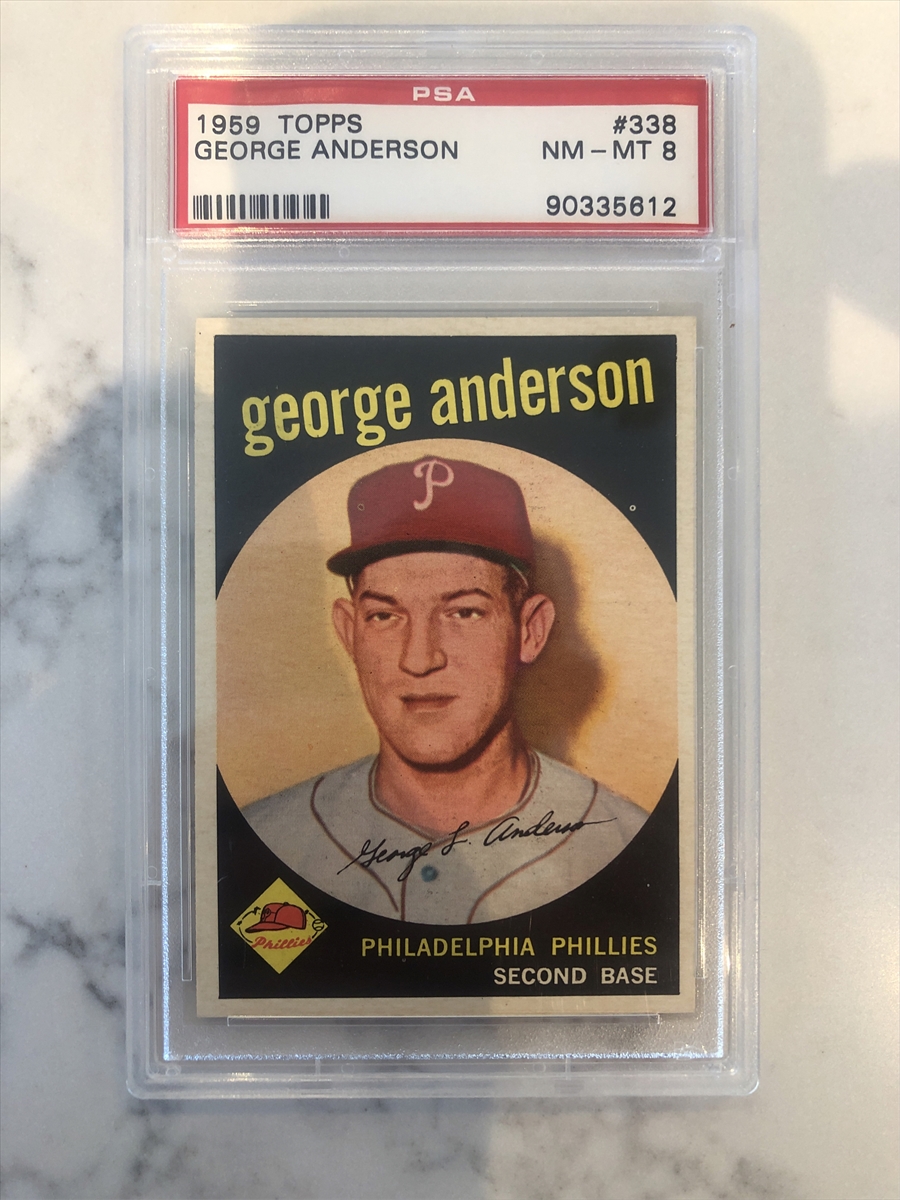 PSA
1959 TOPPS #338
GEORGE ANDERSON NM-MT 8
90335612
george anderson
P
George L. Anderson
Phillies
PHILADELPHIA PHILLIES
SECOND BASE